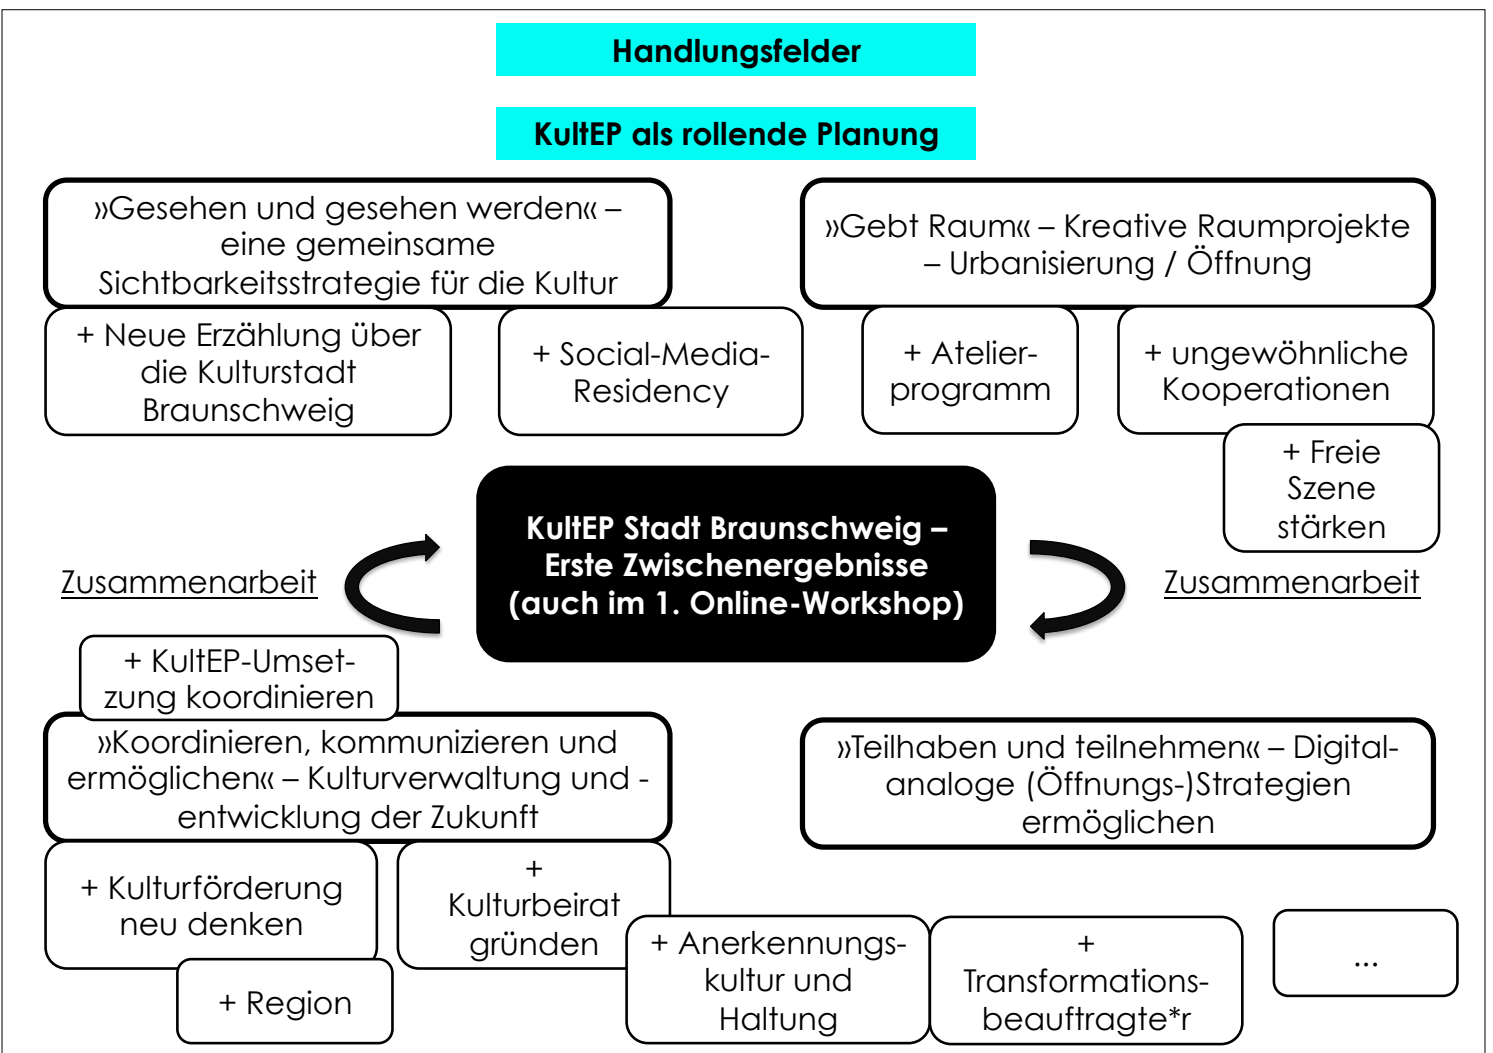 Handlungsfelder
KultEP als rollende Planung
»Gesehen und gesehen werden« –
eine gemeinsame
Sichtbarkeitsstrategie für die Kultur
»Gebt Raum« – Kreative Raumprojekte
– Urbanisierung / Öffnung
+ Neue Erzählung über
die Kulturstadt
Braunschweig
+ Social-Media-
Residency
+ Atelier-
programm
+ ungewöhnliche
Kooperationen
+ Freie
Szene
stärken
KultEP Stadt Braunschweig –
Erste Zwischenergebnisse
(auch im 1. Online-Workshop)
Zusammenarbeit
Zusammenarbeit
+ KultEP-Umset-
zung koordinieren
»Koordinieren, kommunizieren und
ermöglichen« – Kulturverwaltung und -
entwicklung der Zukunft
»Teilhaben und teilnehmen« – Digital-
analoge (Öffnungs-)Strategien
ermöglichen
+ Kulturförderung
neu denken
+
Kulturbeirat
gründen
+ Region
+ Anerkennungs-
kultur und
Haltung
+
Transformations-
beauftragte*r
...